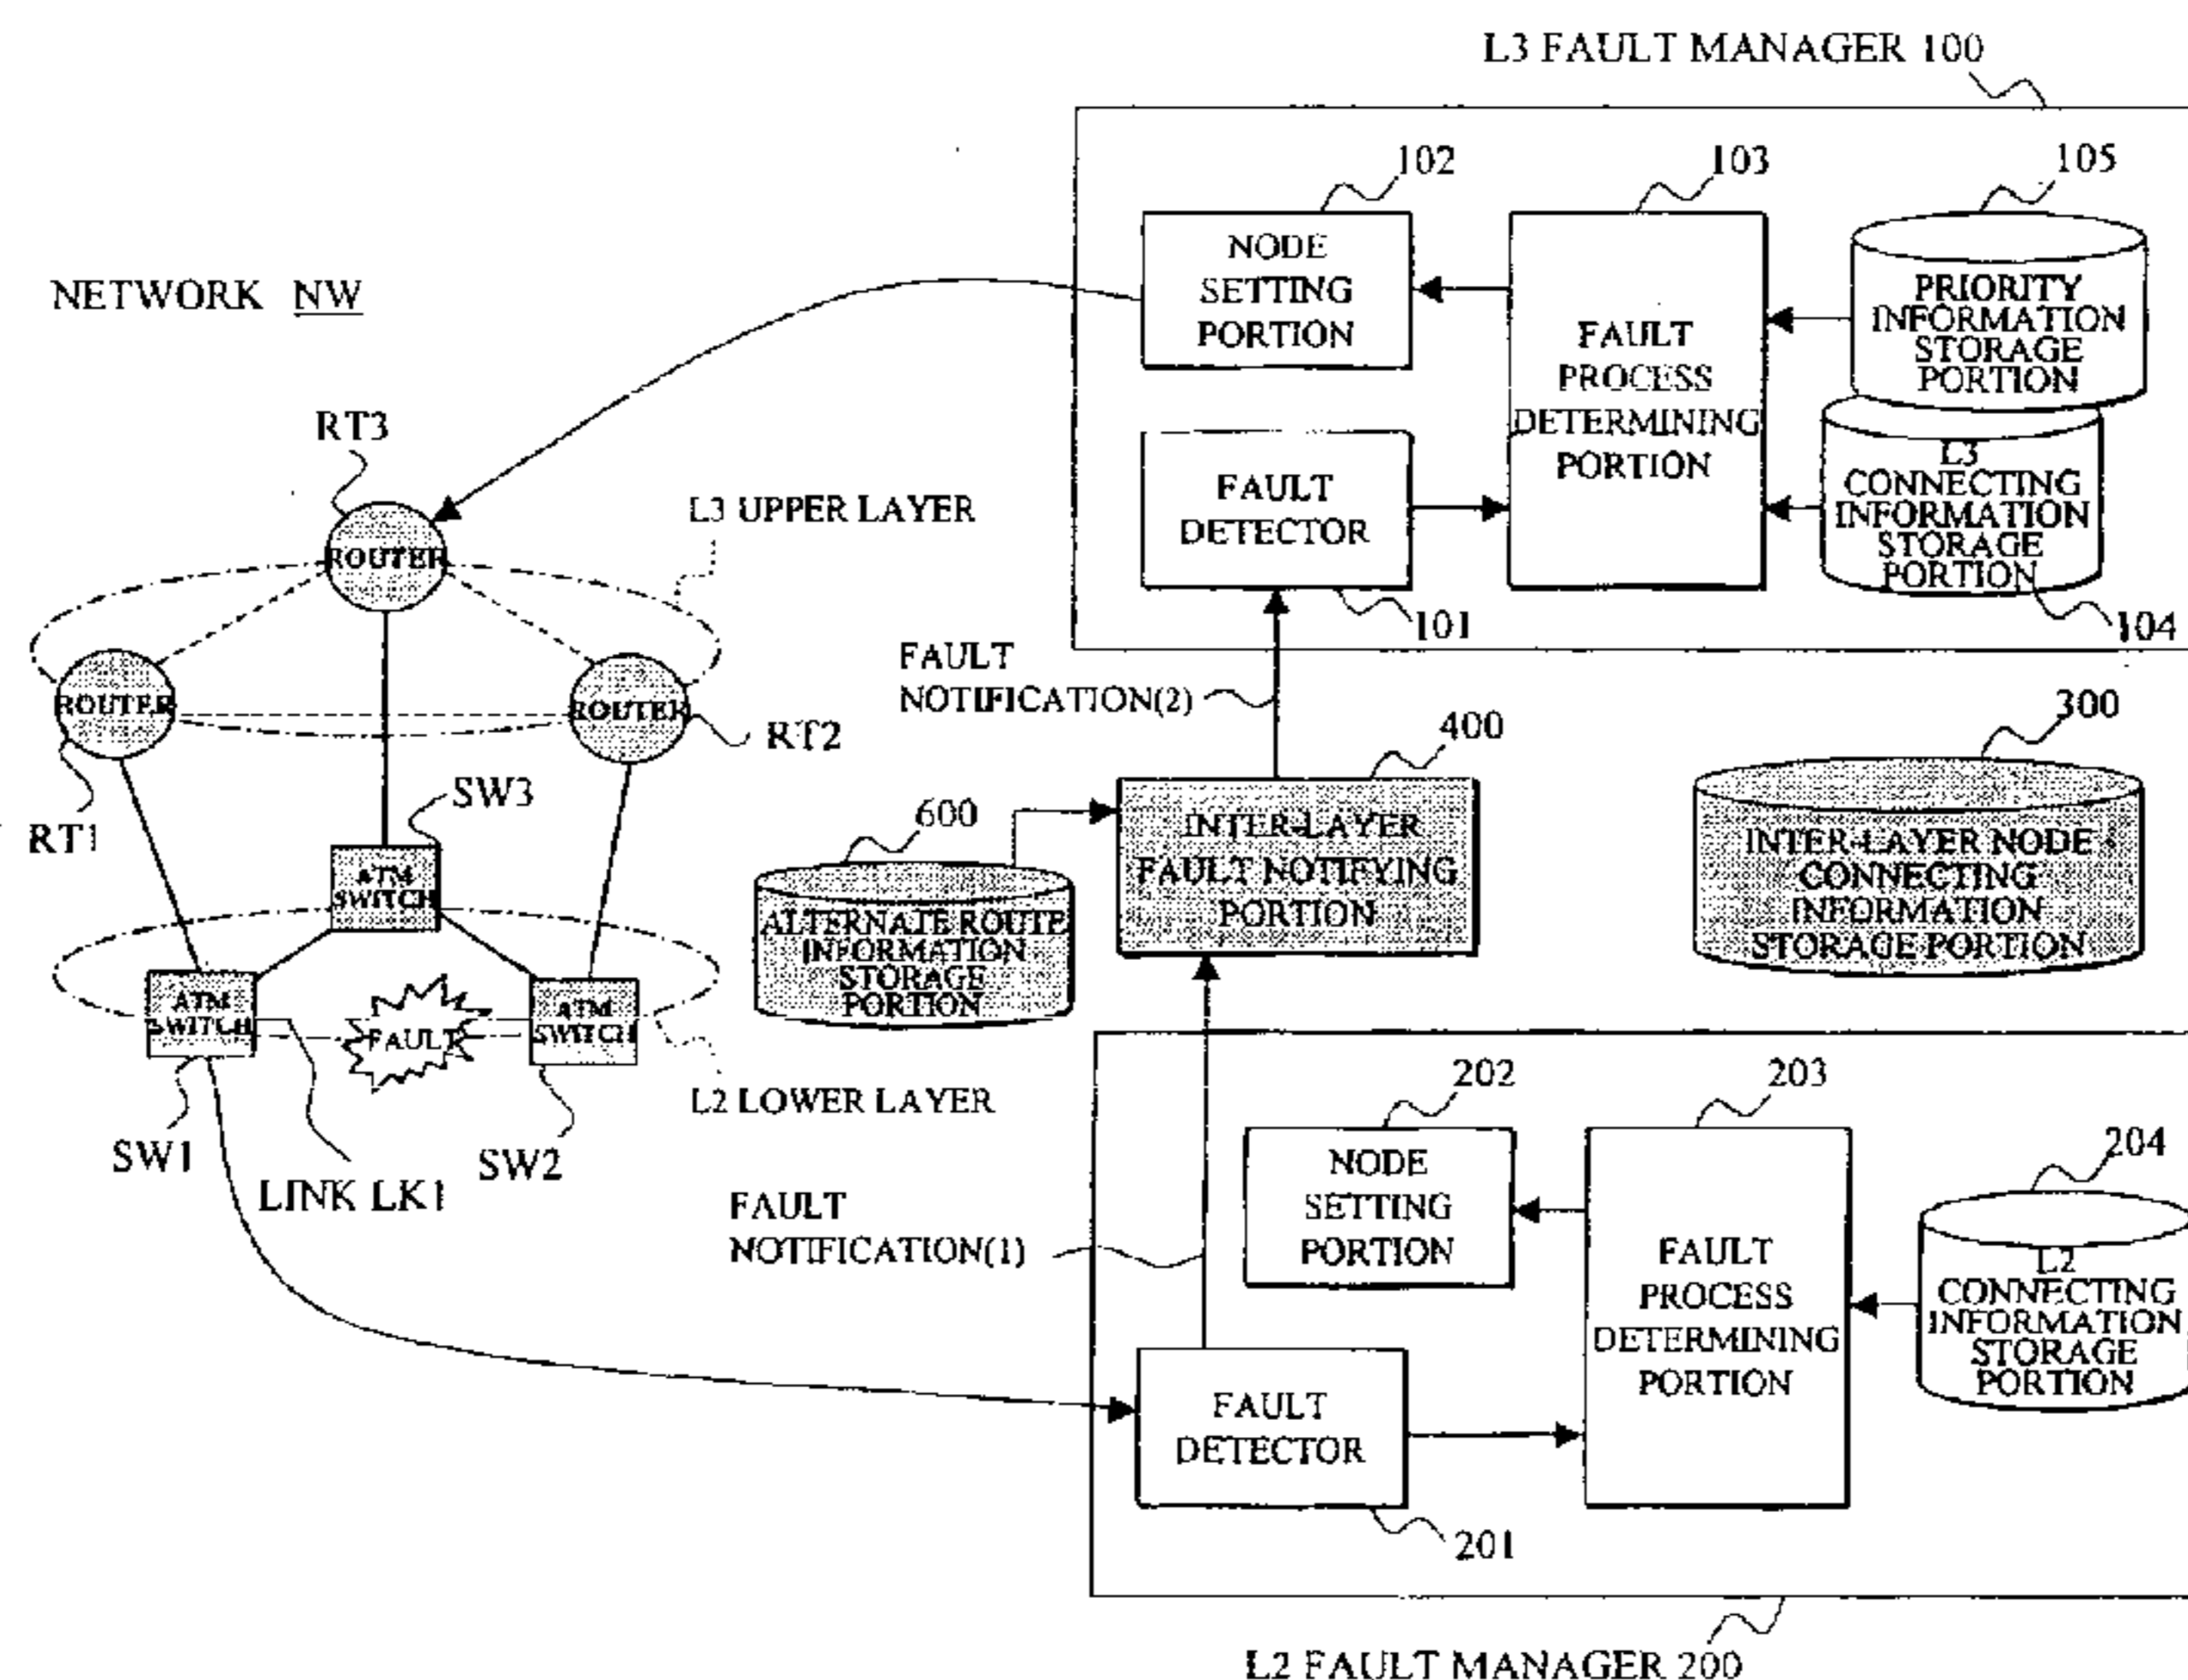 L3 FAULT MANAGER 100
102
103
105
NODE
SETTING
PORTION
FAULT
PROCESS
DETERMINING
PORTION
PRIORITY
INFORMATION
STORAGE
PORTION
NETWORK NW
FAULT
DETECTOR
L3
CONNECTING
INFORMATION
STORAGE
PORTION
101
104
RT3
ROUTER
L3 UPPER LAYER
ROUTER
ROUTER
RT1
RT2
FAULT
NOTIFICATION(2)
400
300
INTER-LAYER
FAULT NOTIFYING
PORTION
INTER-LAYER NODE
CONNECTING
INFORMATION
STORAGE PORTION
SW3
600
ATM
SWITCH
ALTERNATE ROUTE
INFORMATION
STORAGE
PORTION
ATM
SWITCH
FAULT
ATM
SWITCH
L2 LOWER LAYER
SW1
LINK LK1
SW2
FAULT
NOTIFICATION(1)
202
203
204
NODE
SETTING
PORTION
FAULT
PROCESS
DETERMINING
PORTION
L2
CONNECTING
INFORMATION
STORAGE
PORTION
FAULT
DETECTOR
201
L2 FAULT MANAGER 200